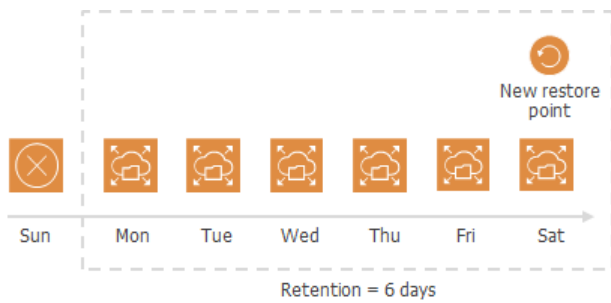 New restore
point
Sun Mon Tue Wed Thu Fri Sat
Retention = 6 days